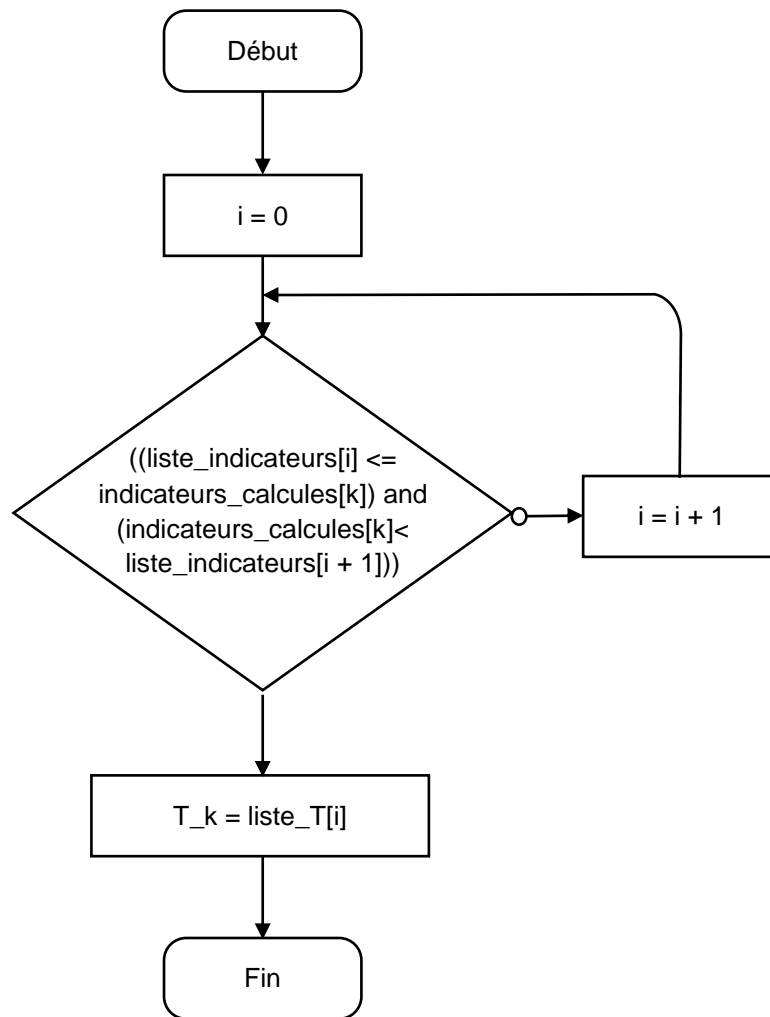 Début
i = 0
((liste_indicateurs[i] <=
indicateurs_calcules[k]) and
(indicateurs_calcules[k]<
liste_indicateurs[i + 1]))
i = i + 1
T_k = liste_T[i]
Fin